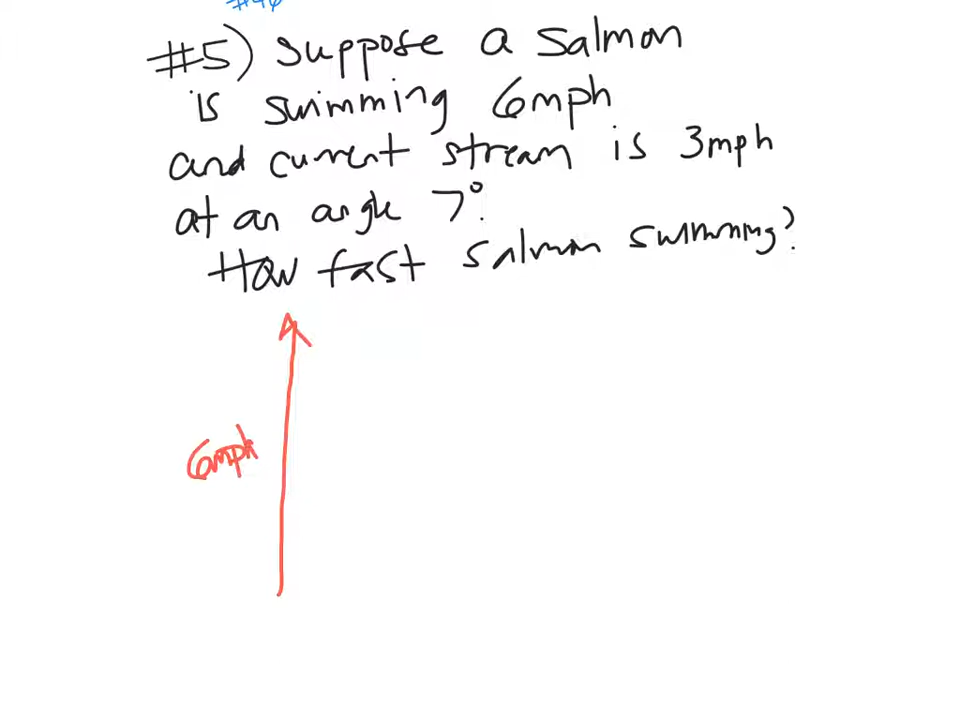 #5) Suppose a Salmon
is swimming 6mph
and current stream is 3mph
at an angle 7°.
How fast salmon swimming?
6mph